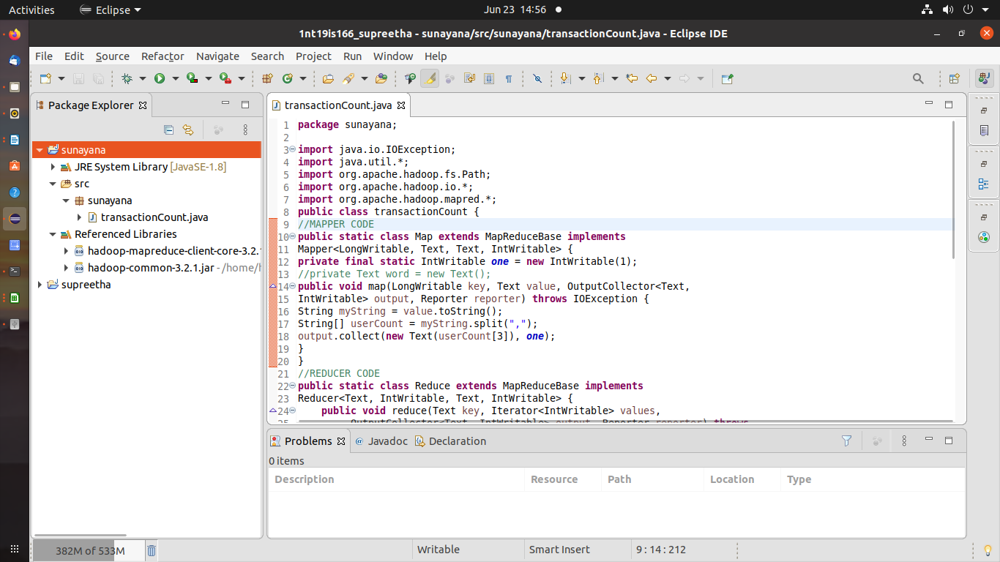 Activities
Eclipse
Jun 23 14:56
1nt19is166_supreetha - sunayana/src/sunayana/transactionCount.java - Eclipse IDE
File Edit Source Refactor Navigate Search Project Run Window Help
Package Explorer
sunayana
JRE System Library [JavaSE-1.8]
src
sunayana
transactionCount.java
Referenced Libraries
hadoop-mapreduce-client-core-3.2.1
hadoop-common-3.2.1.jar - /home/h
supreetha
transactionCount.java
1 package sunayana;
2
3 import java.io.IOException;
4 import java.util.*;
5 import org.apache.hadoop.fs.Path;
6 import org.apache.hadoop.io.*;
7 import org.apache.hadoop.mapred.*;
8 public class transactionCount {
9 //MAPPER CODE
10 public static class Map extends MapReduceBase implements
11 Mapper<LongWritable, Text, Text, IntWritable> {
12 private final static IntWritable one = new IntWritable(1);
13 //private Text word = new Text();
14 public void map(LongWritable key, Text value, OutputCollector<Text,
15 IntWritable> output, Reporter reporter) throws IOException {
16 String myString = value.toString();
17 String[] userCount = myString.split(",");
18 output.collect(new Text(userCount[3]), one);
19 }
20 }
21 //REDUCER CODE
22 public static class Reduce extends MapReduceBase implements
23 Reducer<Text, IntWritable, Text, IntWritable> {
24 public void reduce(Text key, Iterator<IntWritable> values,
25 OutputCollector<Text, IntWritable> output, Reporter reporter) throws
Problems @ Javadoc Declaration
0 items
Description Resource Path Location Type
382M of 533M
Writable
Smart Insert
9 : 14 : 212